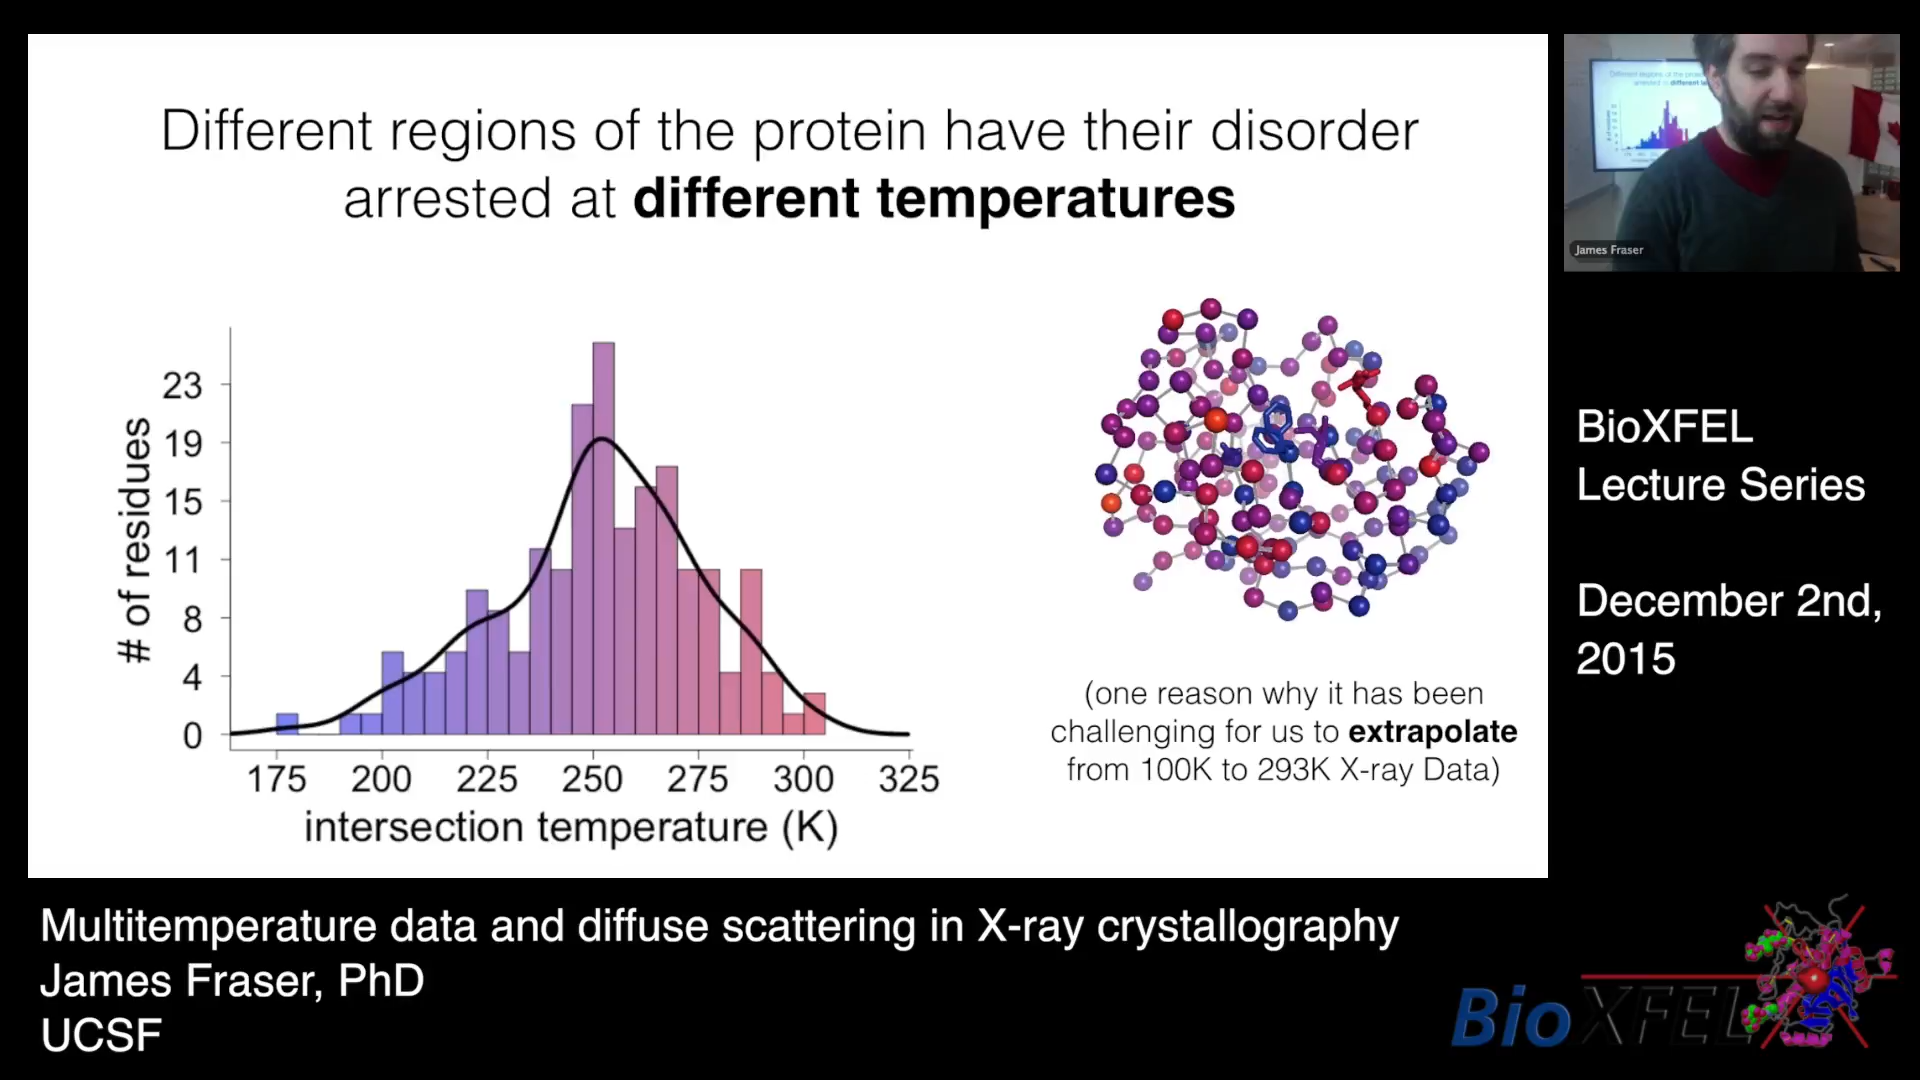 Different regions of the protein have their disorder
arrested at different temperatures
# of residues
23
19
15
11
8
4
0
175 200 225 250 275 300 325
intersection temperature (K)
(one reason why it has been
challenging for us to extrapolate
from 100K to 293K X-ray Data)
James Fraser
BioXFEL
Lecture Series
December 2nd,
2015
Multitemperature data and diffuse scattering in X-ray crystallography
James Fraser, PhD
UCSF
BioXFEL